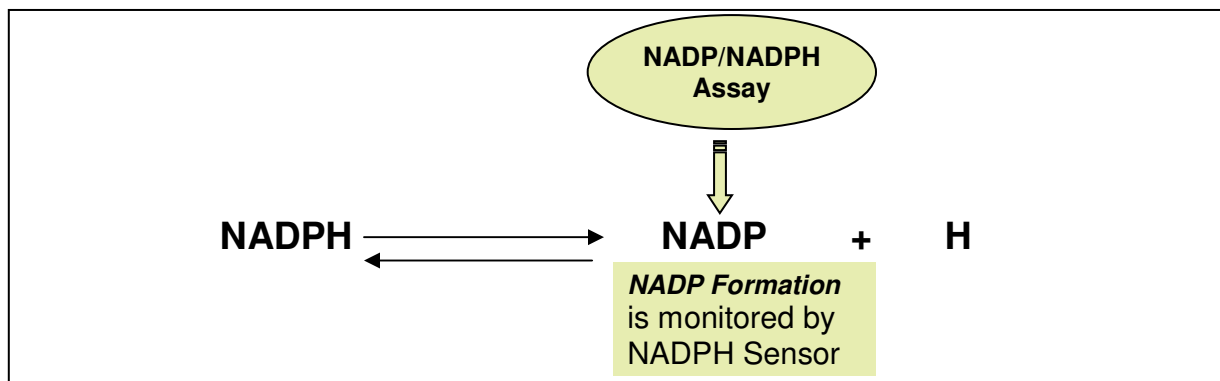 NADP/NADPH
Assay
NADPH NADP + H
NADP Formation
is monitored by
NADPH Sensor